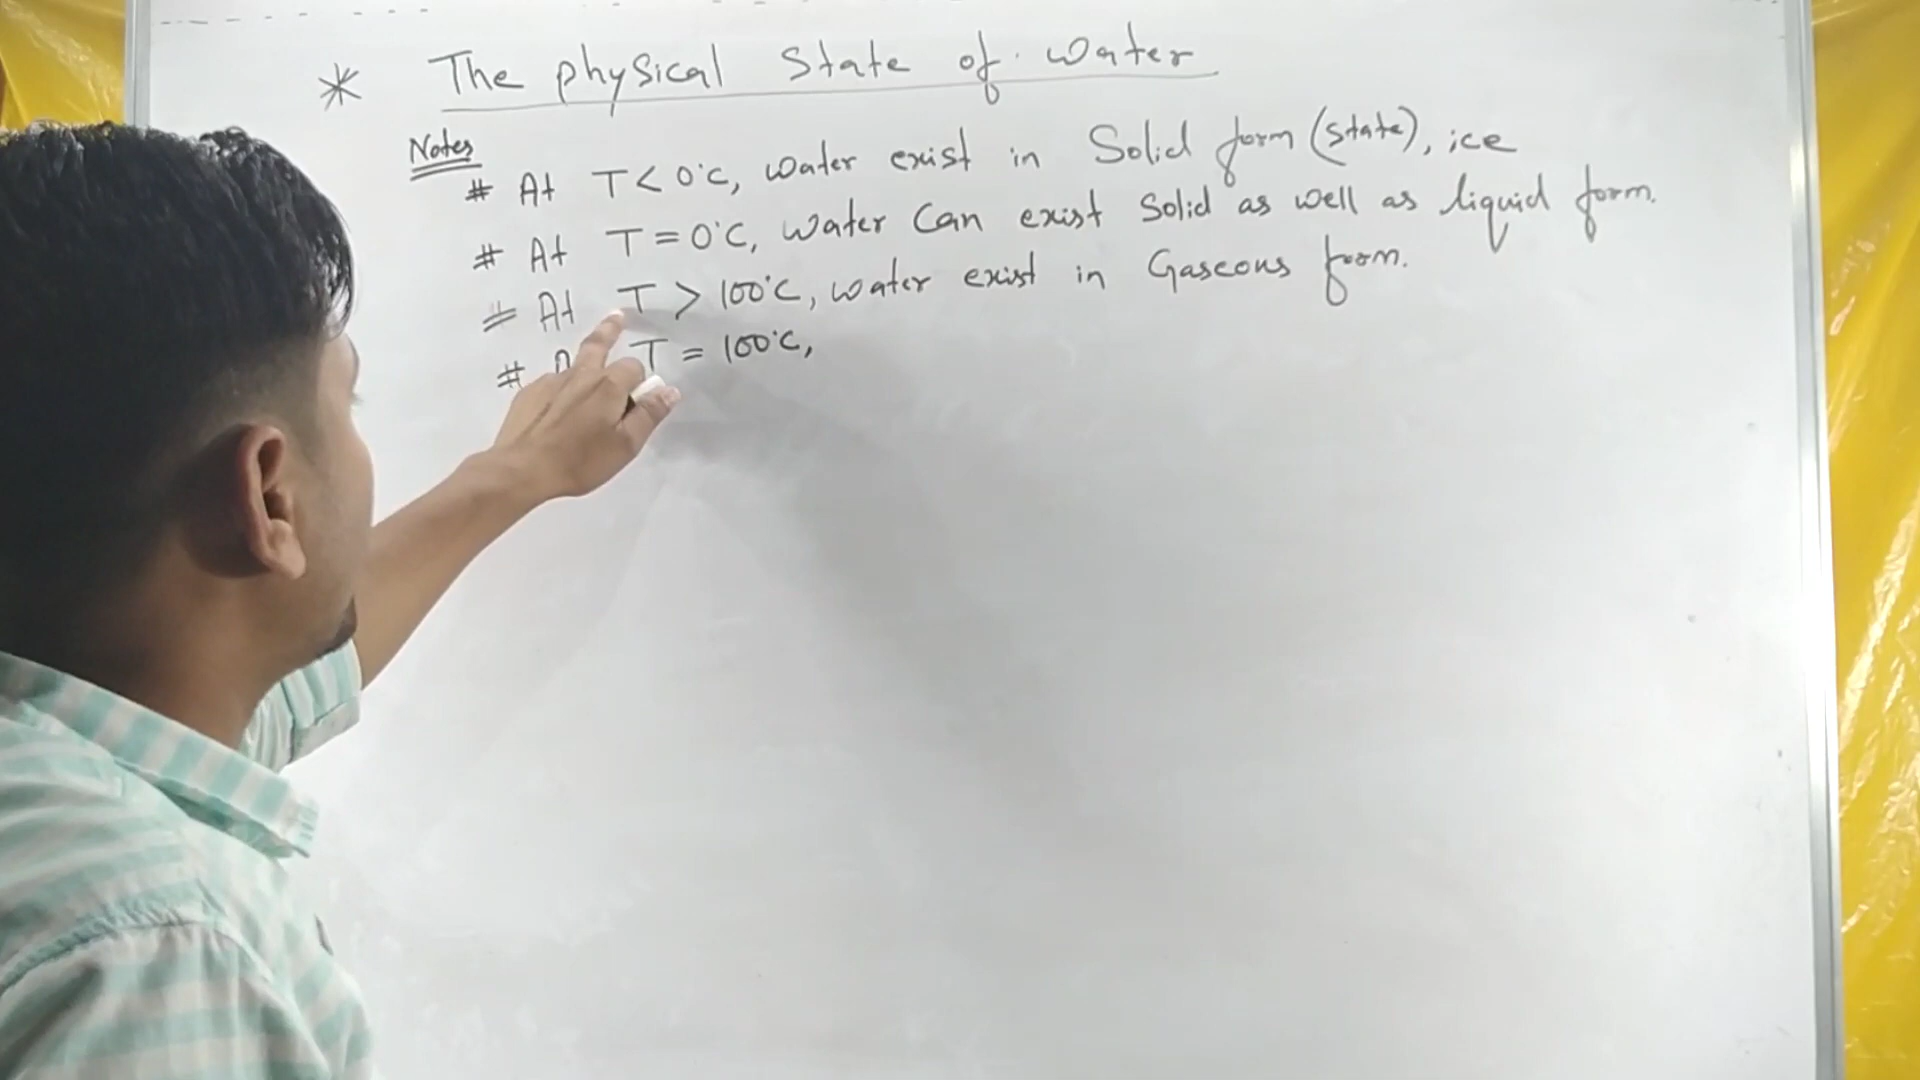 * The physical State of water
Notes
# At T < 0°C, water exist in Solid form (state), ice
# At T = 0°C, water Can exist Solid as well as liquid form.
# At T > 100°C, water exist in Gaseous form.
# T = 100°C,